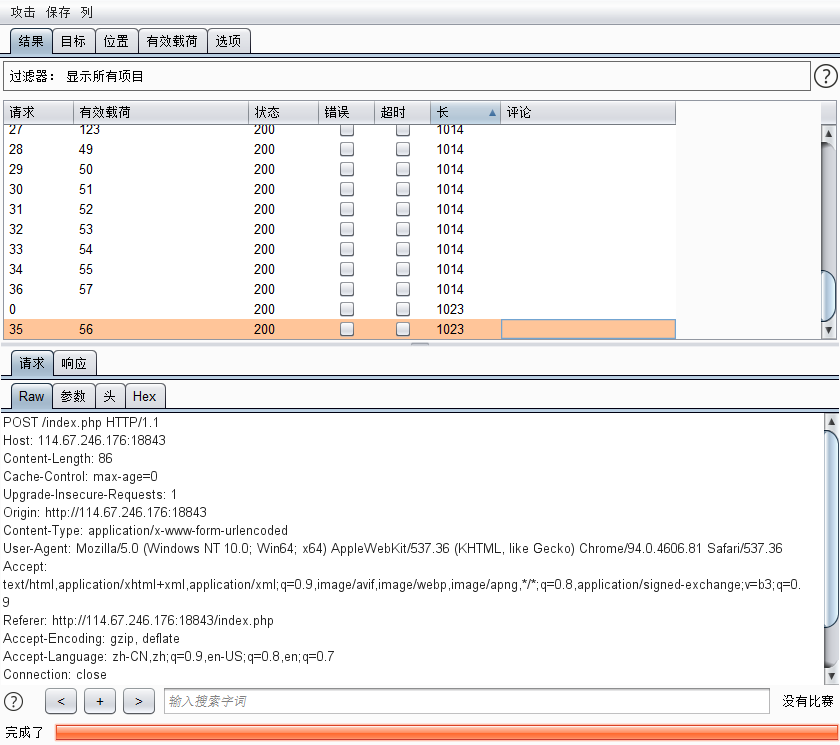 攻击 保存 列
结果 目标 位置 有效载荷 选项
过滤器： 显示所有项目 ?
请求 有效载荷 状态 错误 超时 长 评论
27 123 200 1014
28 49 200 1014
29 50 200 1014
30 51 200 1014
31 52 200 1014
32 53 200 1014
33 54 200 1014
34 55 200 1014
36 57 200 1014
0 200 1023
35 56 200 1023
请求 响应
Raw 参数 头 Hex
POST /index.php HTTP/1.1
Host: 114.67.246.176:18843
Content-Length: 86
Cache-Control: max-age=0
Upgrade-Insecure-Requests: 1
Origin: http://114.67.246.176:18843
Content-Type: application/x-www-form-urlencoded
User-Agent: Mozilla/5.0 (Windows NT 10.0; Win64; x64) AppleWebKit/537.36 (KHTML, like Gecko) Chrome/94.0.4606.81 Safari/537.36
Accept:
text/html,application/xhtml+xml,application/xml;q=0.9,image/avif,image/webp,image/apng,*/*;q=0.8,application/signed-exchange;v=b3;q=0.
9
Referer: http://114.67.246.176:18843/index.php
Accept-Encoding: gzip, deflate
Accept-Language: zh-CN,zh;q=0.9,en-US;q=0.8,en;q=0.7
Connection: close
? < + > 输入搜索字词 没有比赛
完成了